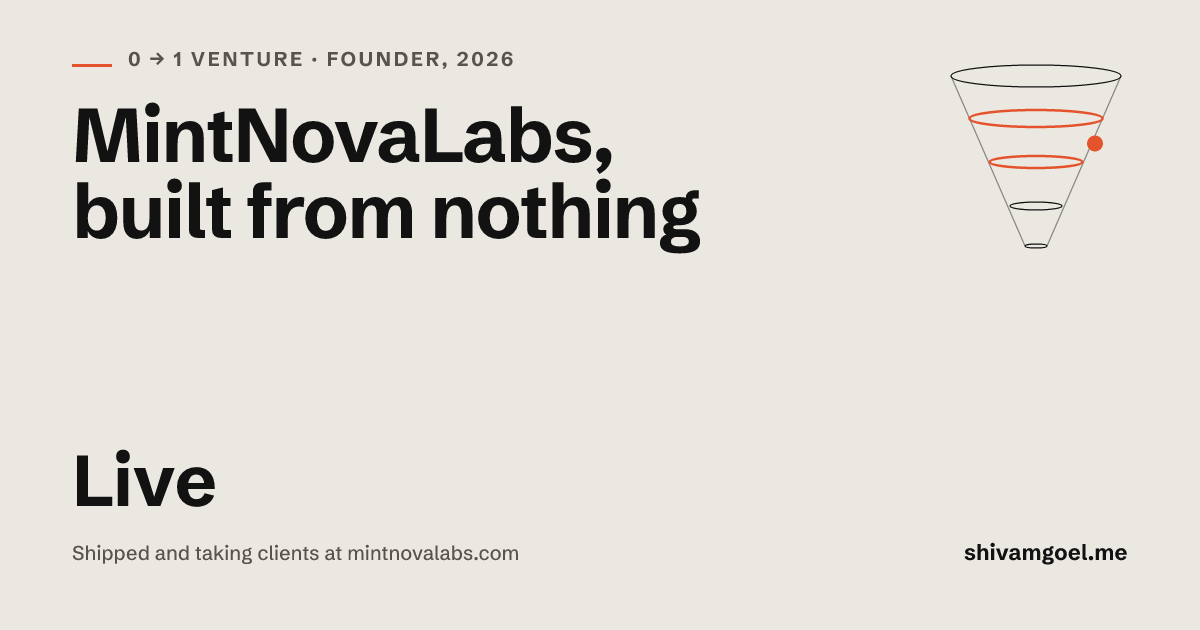 0 → 1 VENTURE · FOUNDER, 2026
MintNovaLabs,
built from nothing
Live
Shipped and taking clients at mintnovalabs.com
shivamgoel.me